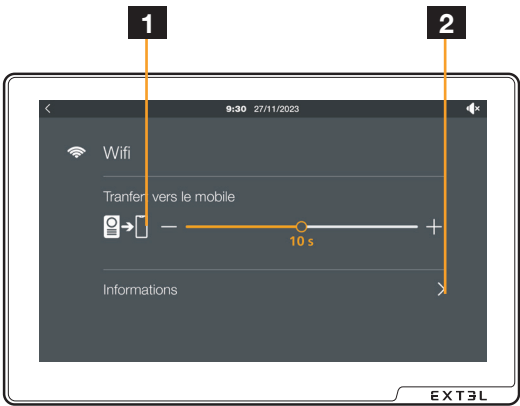 1
2
9:30 27/11/2023
Wifi
Tranfert vers le mobile
10 s
Informations
EXTEL